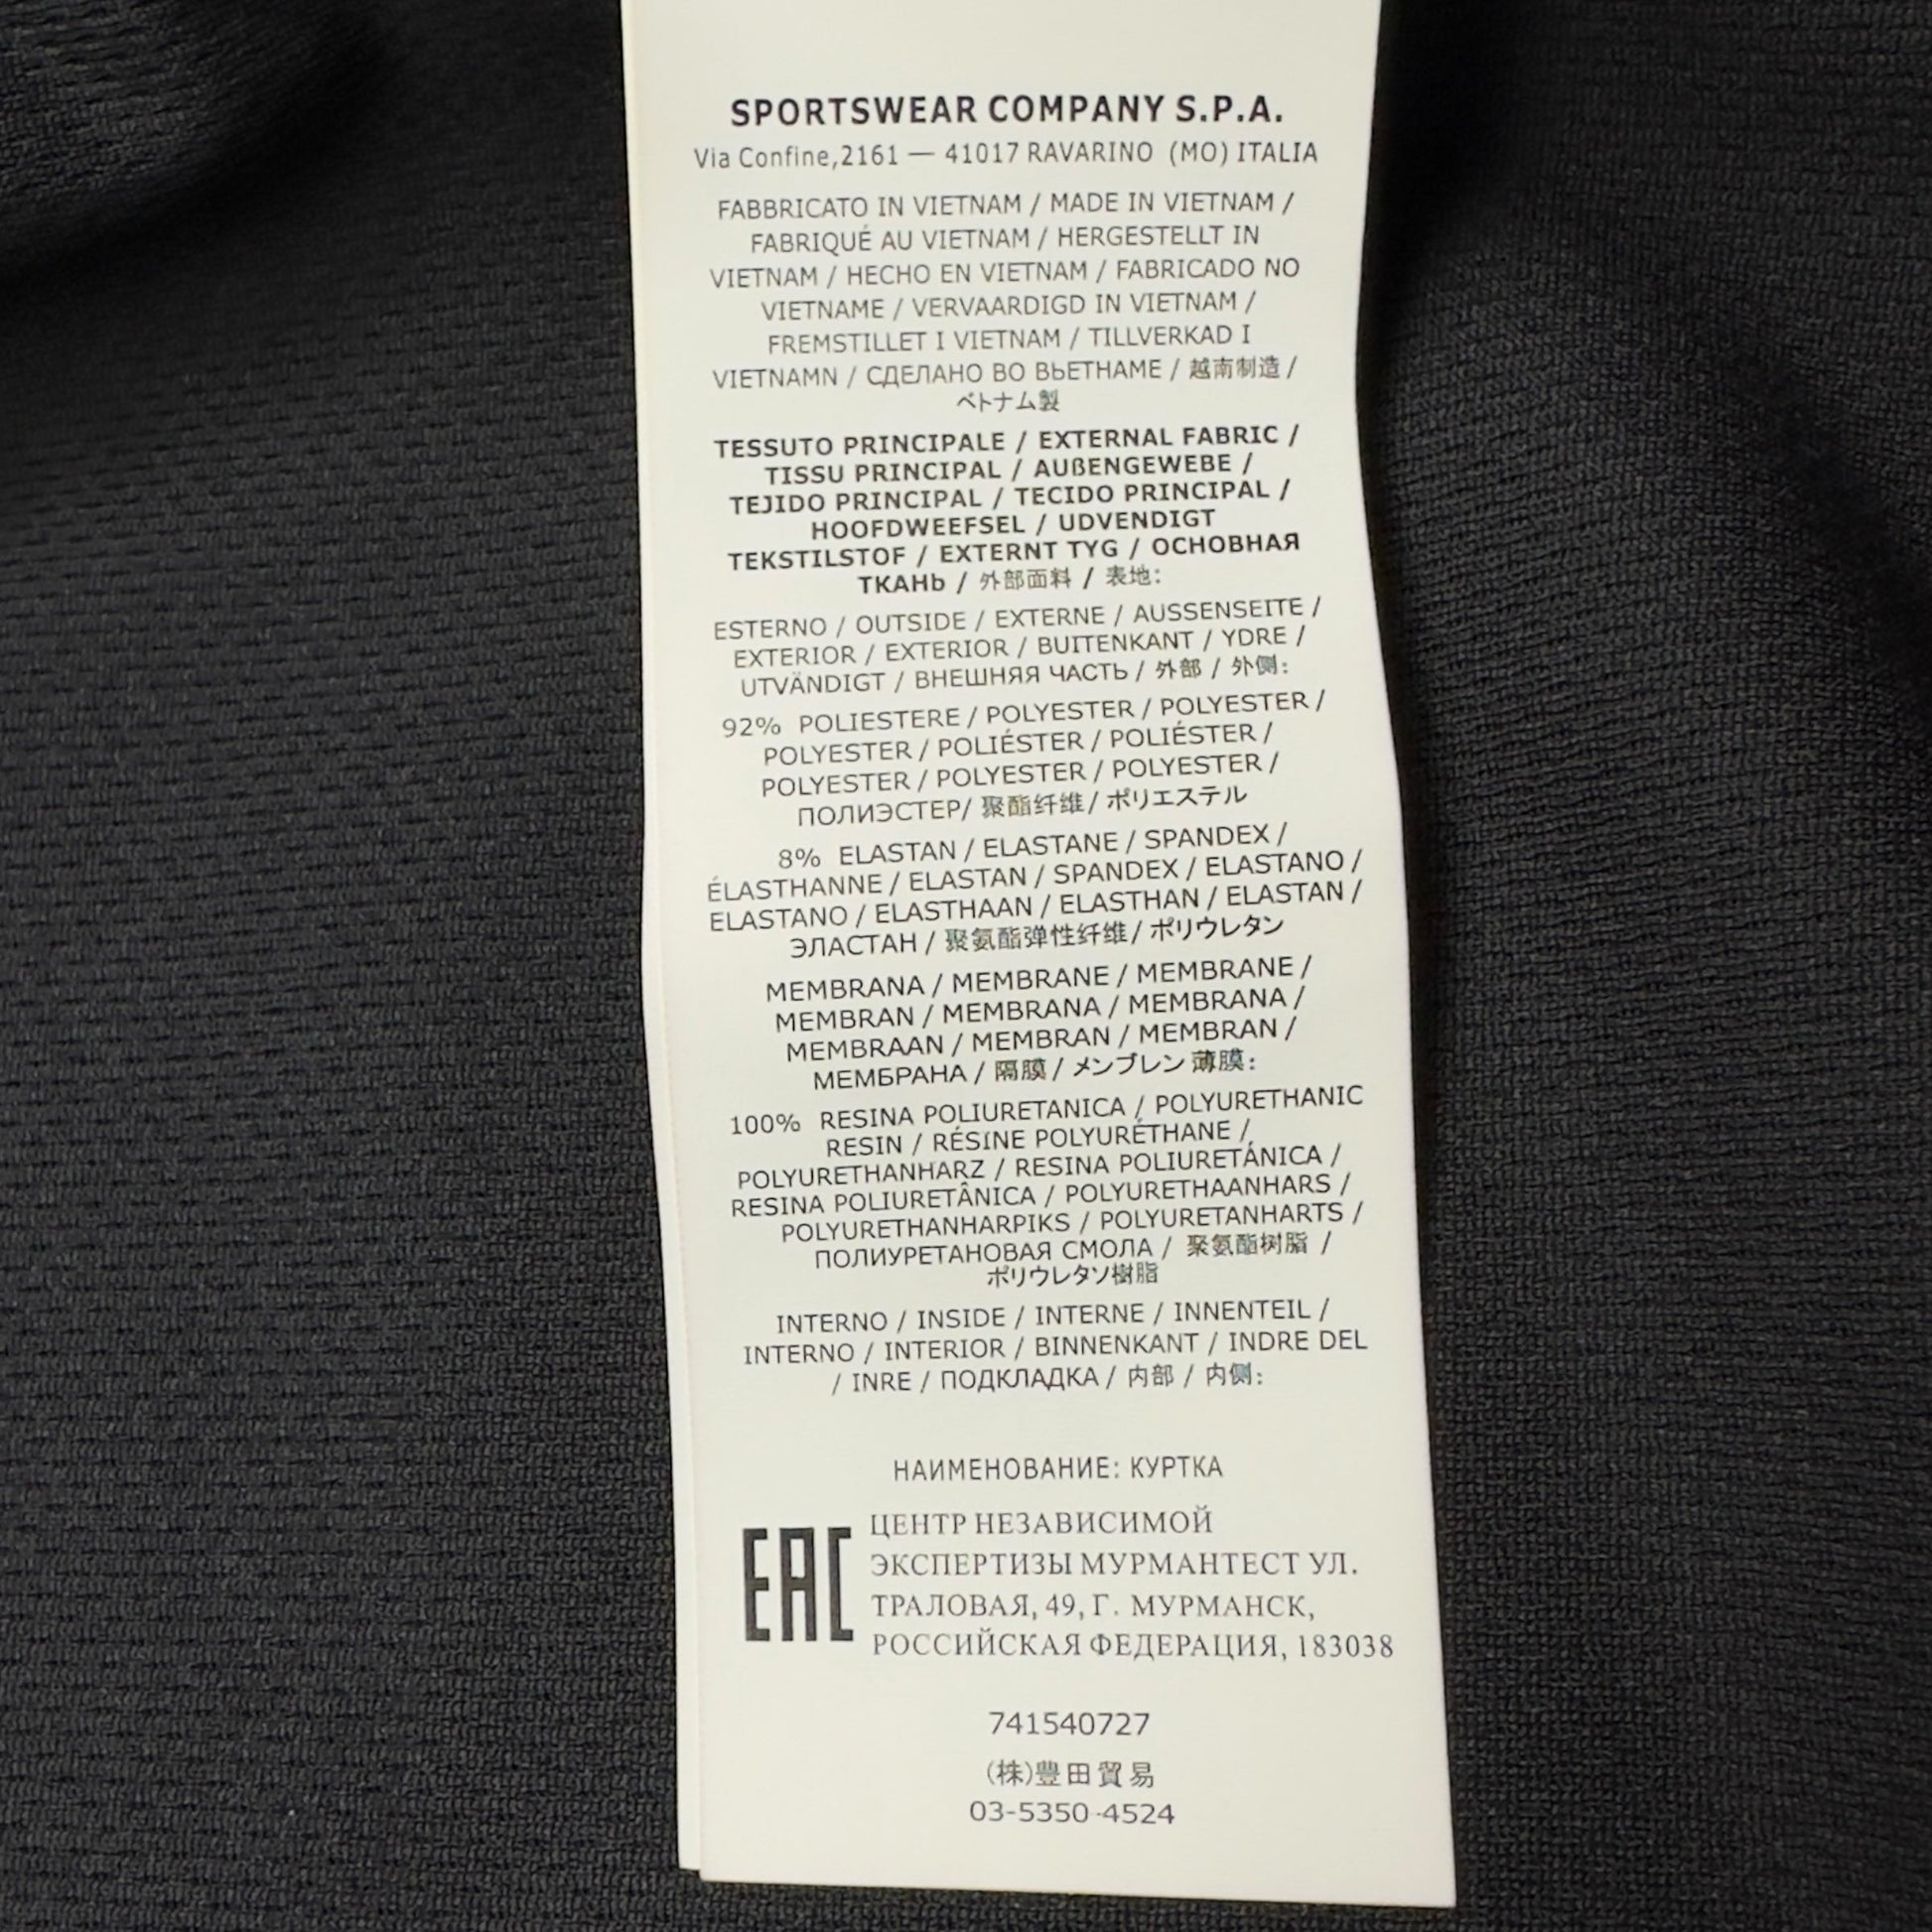 SPORTSWEAR COMPANY S.P.A.
Via Confine,2161 — 41017 RAVARINO (MO) ITALIA
FABBRICATO IN VIETNAM / MADE IN VIETNAM /
FABRIQUÉ AU VIETNAM / HERGESTELLT IN
VIETNAM / HECHO EN VIETNAM / FABRICADO NO
VIETNAME / VERVAARDIGD IN VIETNAM /
FREMSTILLET I VIETNAM / TILLVERKAD I
VIETNAMN / СДЕЛАНО ВО ВЬЕТНАМЕ / 越南制造 /
ベトナム製
TESSUTO PRINCIPALE / EXTERNAL FABRIC /
TISSU PRINCIPAL / AUßENGEWEBE /
TEJIDO PRINCIPAL / TECIDO PRINCIPAL /
HOOFDWEEFSEL / UDVENDIGT
TEKSTILSTOF / EXTERNT TYG / ОСНОВНАЯ
ТКАНЬ / 外部面料 / 表地:
ESTERNO / OUTSIDE / EXTERNE / AUSSENSEITE /
EXTERIOR / EXTERIOR / BUITENKANT / YDRE /
UTVÄNDIGT / ВНЕШНЯЯ ЧАСТЬ / 外部 / 外侧:
92% POLIESTERE / POLYESTER / POLYESTER /
POLYESTER / POLIÉSTER / POLIÉSTER /
POLYESTER / POLYESTER / POLYESTER /
ПОЛИЭСТЕР/ 聚酯纤维/ ポリエステル
8% ELASTAN / ELASTANE / SPANDEX /
ÉLASTHANNE / ELASTAN / SPANDEX / ELASTANO /
ELASTANO / ELASTHAAN / ELASTHAN / ELASTAN /
ЭЛАСТАН / 聚氨酯弹性纤维/ ポリウレタン
MEMBRANA / MEMBRANE / MEMBRANE /
MEMBRAN / MEMBRANA / MEMBRANA /
MEMBRAAN / MEMBRAN / MEMBRAN /
МЕМБРАНА / 隔膜 / メンブレン 薄膜:
100% RESINA POLIURETANICA / POLYURETHANIC
RESIN / RÉSINE POLYURÉTHANE /
POLYURETHANHARZ / RESINA POLIURETÁNICA /
RESINA POLIURETÂNICA / POLYURETHAANHARS /
POLYURETHANHARPIKS / POLYURETANHARTS /
ПОЛИУРЕТАНОВАЯ СМОЛА / 聚氨酯树脂 /
ポリウレタソ樹脂
INTERNO / INSIDE / INTERNE / INNENTEIL /
INTERNO / INTERIOR / BINNENKANT / INDRE DEL
/ INRE / ПОДКЛАДКА / 内部 / 内侧:
НАИМЕНОВАНИЕ: КУРТКА
EAC ЦЕНТР НЕЗАВИСИМОЙ
ЭКСПЕРТИЗЫ МУРМАНТЕСТ УЛ.
ТРАЛОВАЯ, 49, Г. МУРМАНСК,
РОССИЙСКАЯ ФЕДЕРАЦИЯ, 183038
741540727
(株)豊田貿易
03-5350-4524